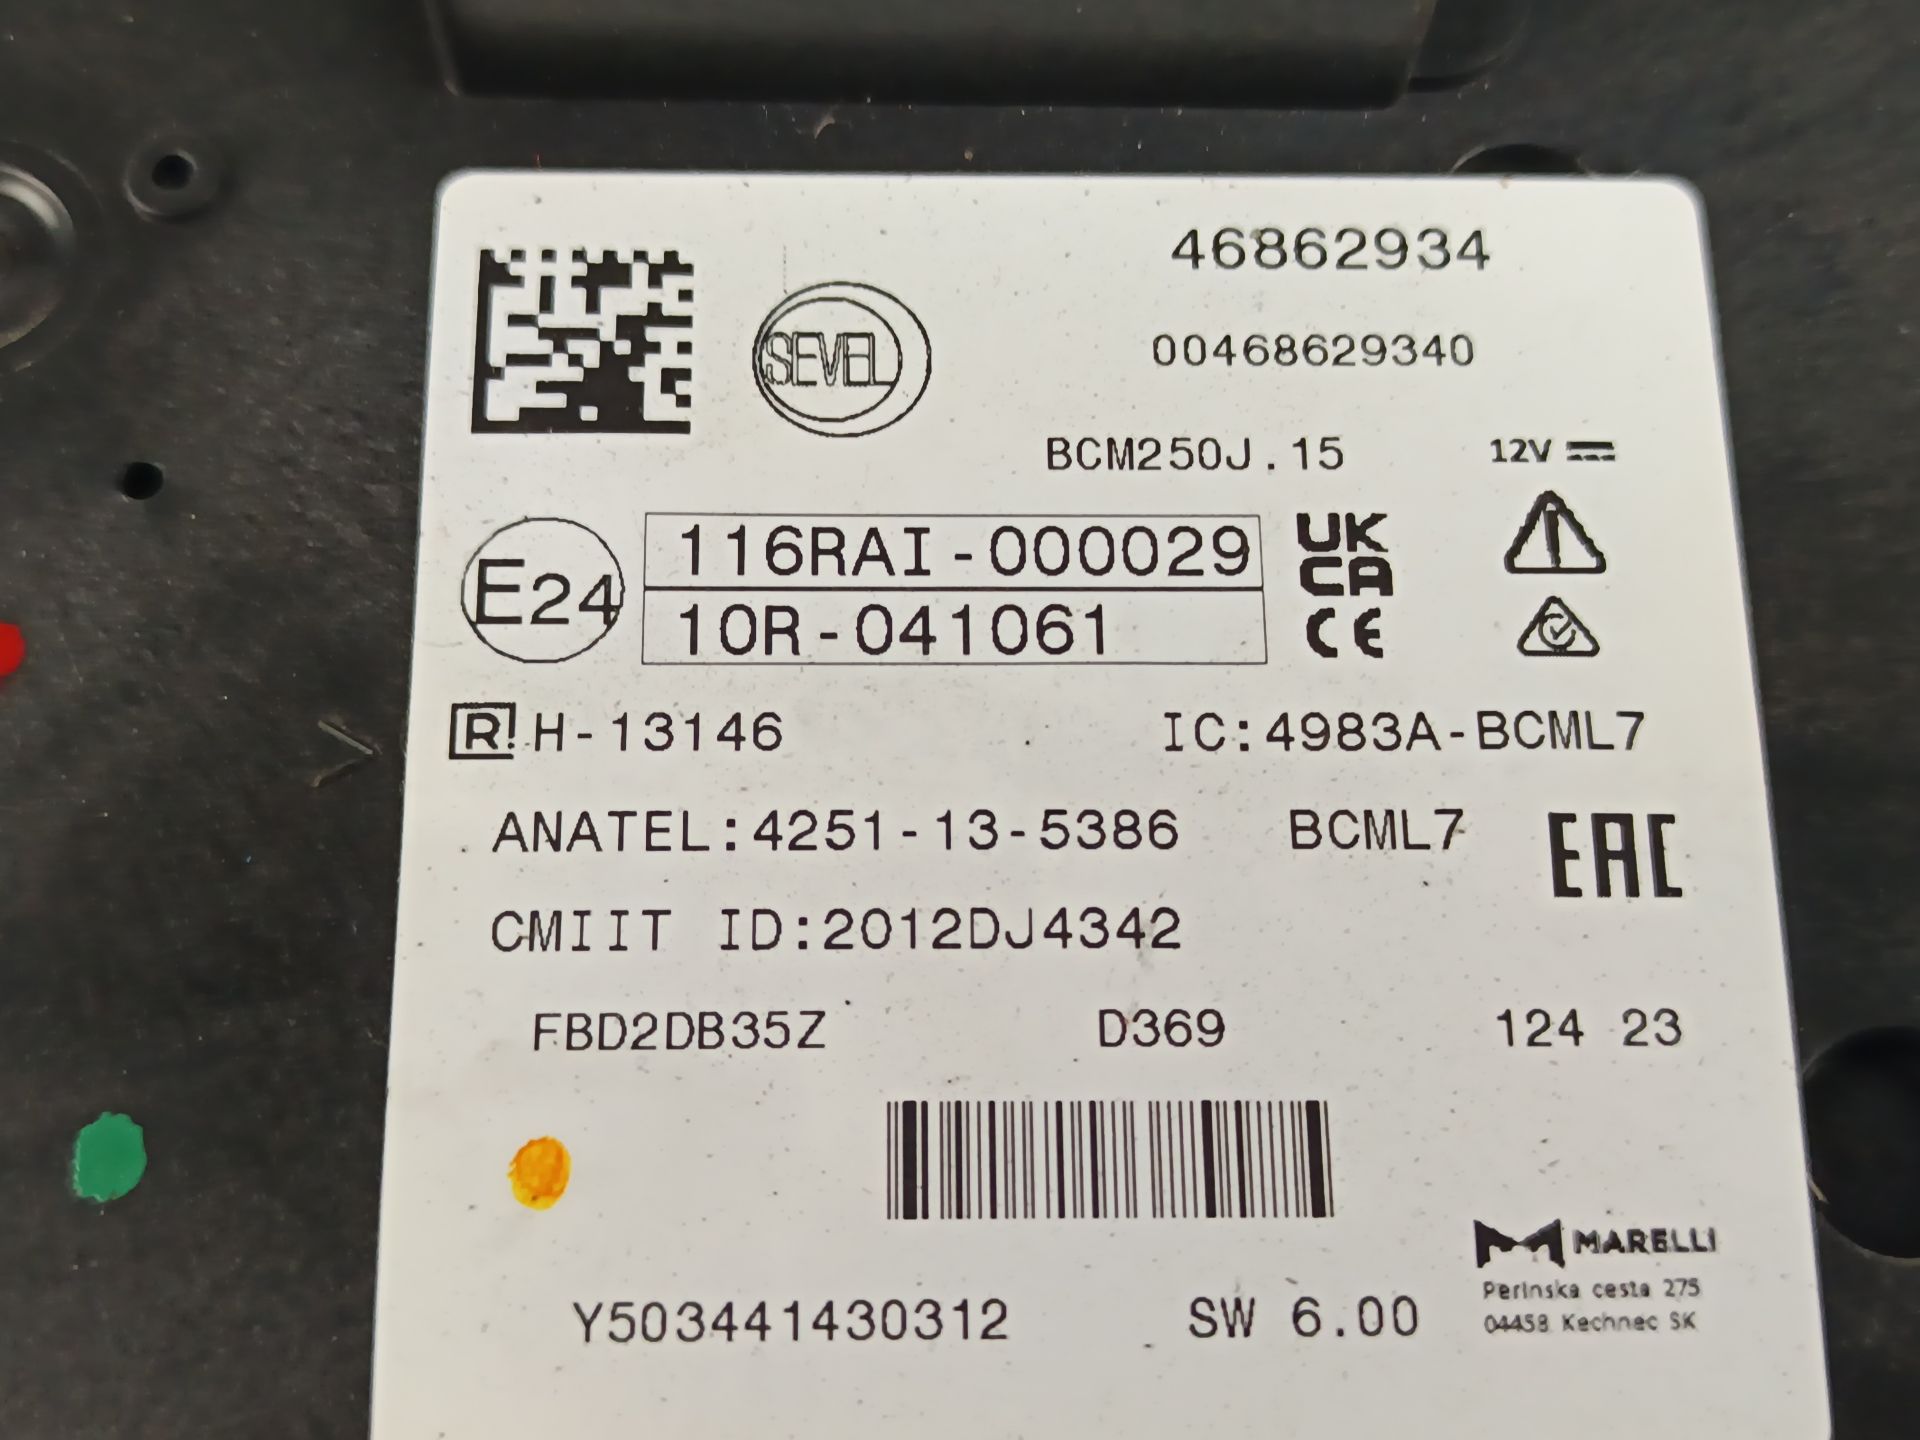 46862934
SEVEL
00468629340
BCM250J.15
12V
116RAI-000029
E24
10R-041061
UK
CA
CE
R! H-13146
IC:4983A-BCML7
ANATEL:4251-13-5386
BCML7
EAC
CMIIT ID:2012DJ4342
FBD2DB35Z
D369
124 23
MARELLI
Perinska cesta 275
04458 Kechnec SK
Y503441430312
SW 6.00